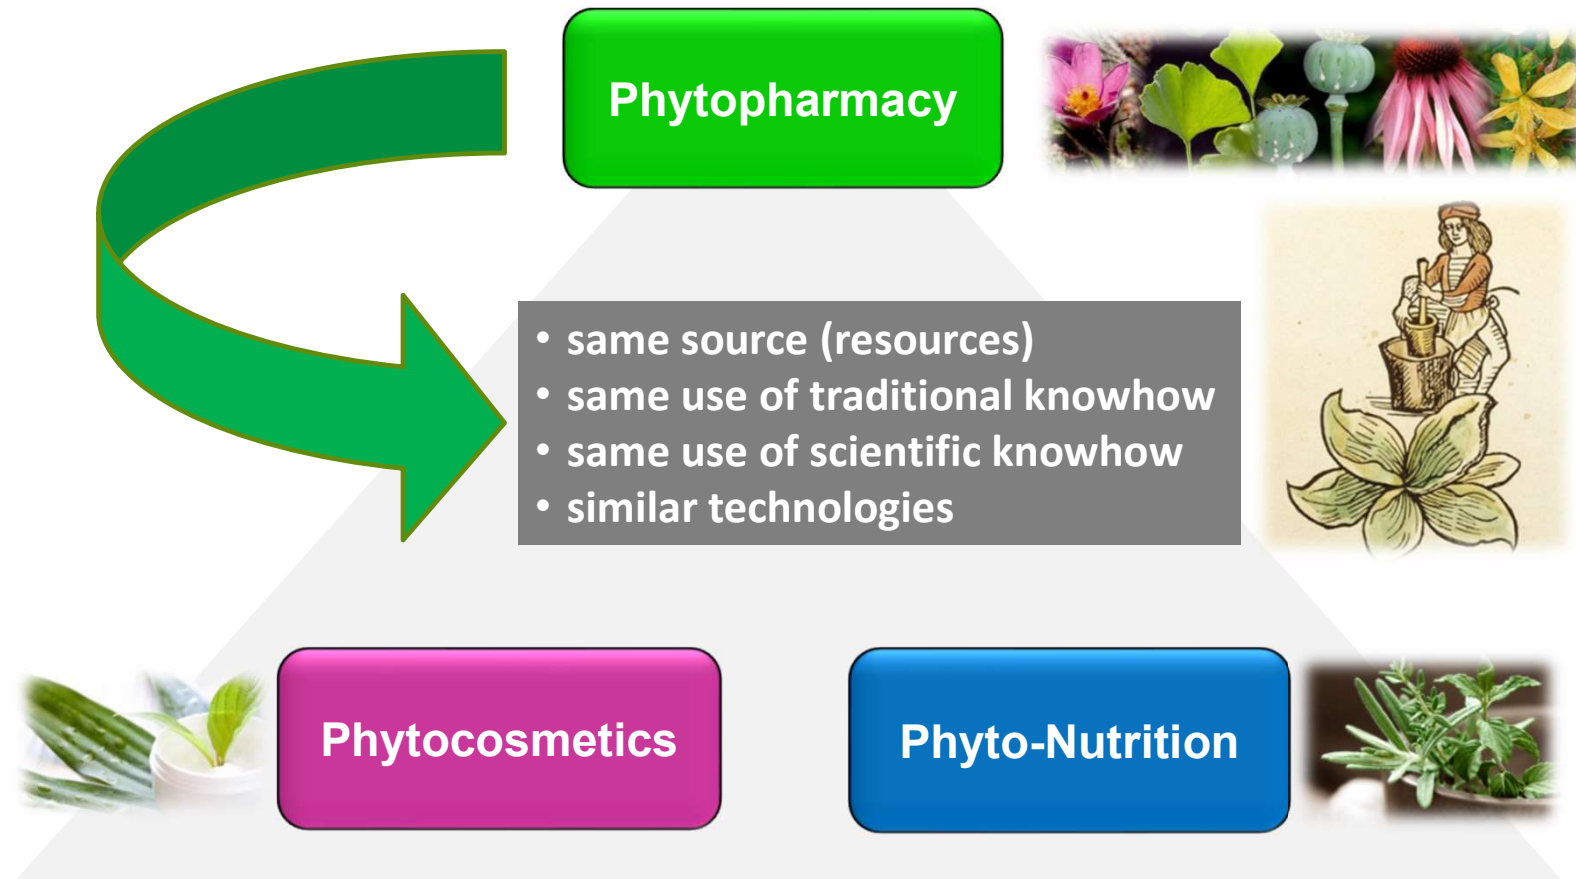 Phytopharmacy
• same source (resources)
• same use of traditional knowhow
• same use of scientific knowhow
• similar technologies
Phytocosmetics
Phyto-Nutrition